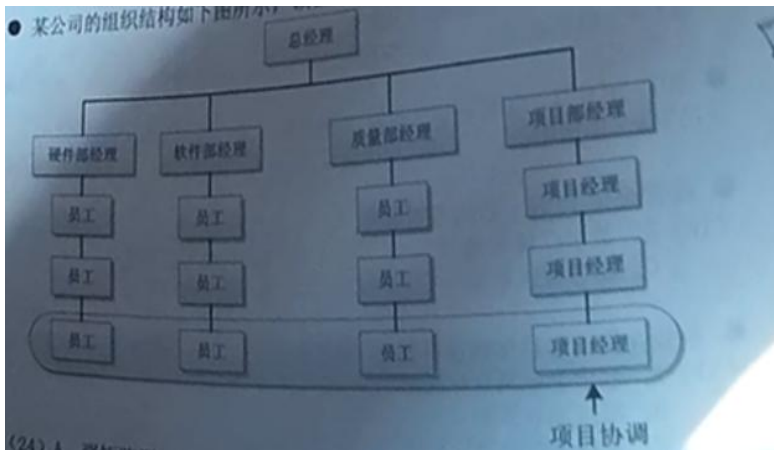 ● 某公司的组织结构如下图所示，
总经理
硬件部经理 软件部经理 质量部经理 项目部经理
员工 员工 员工 项目经理
员工 员工 员工 项目经理
员工 员工 员工 项目经理
项目协调
(24) A